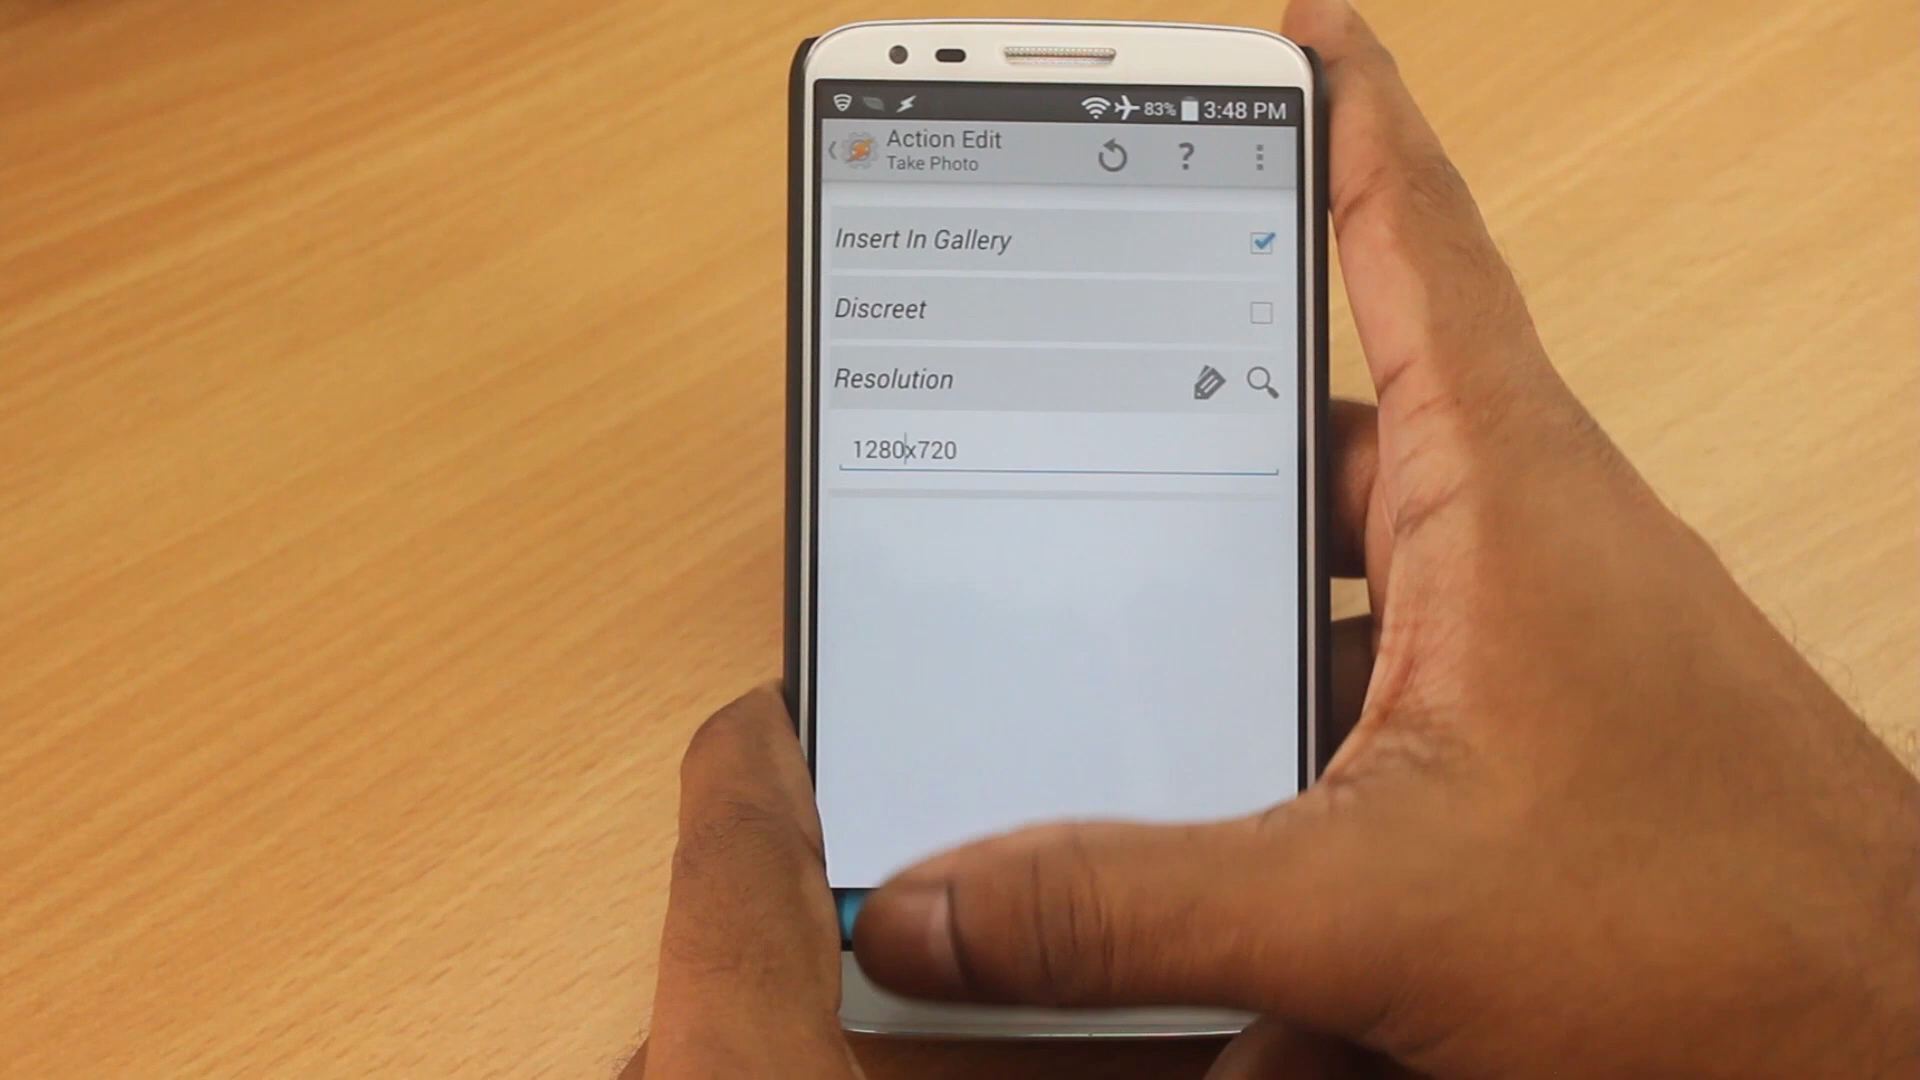 83% 3:48 PM
Action Edit
Take Photo
?
Insert In Gallery
Discreet
Resolution
1280x720